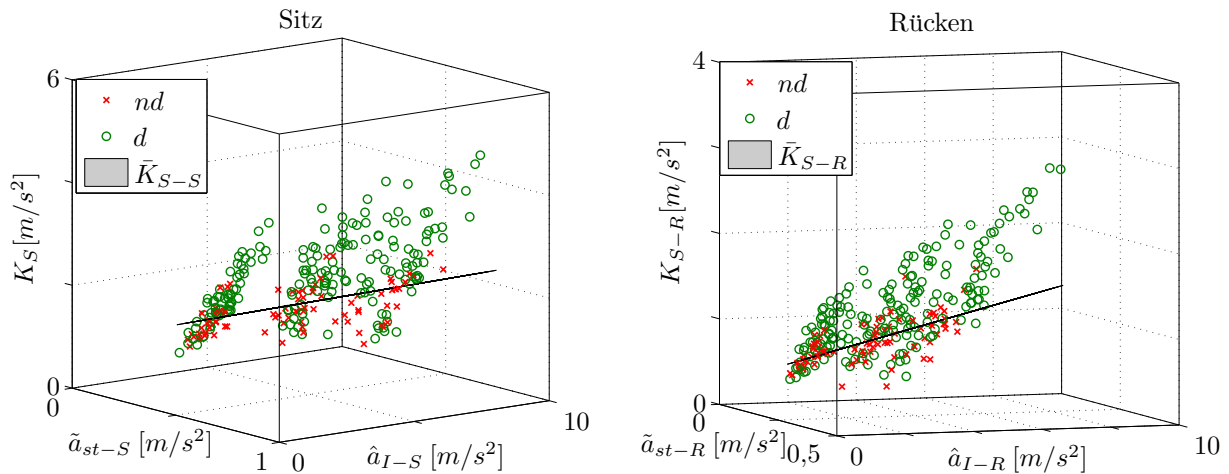 Sitz
6
nd
d
K̄_{S−S}
K_S[m/s²]
0
0
ã_{st−S} [m/s²]
1
0
â_{I−S} [m/s²]
10
Rücken
4
nd
d
K̄_{S−R}
K_{S−R}[m/s²]
0
0
ã_{st−R} [m/s²]
0,5
0
â_{I−R} [m/s²]
10